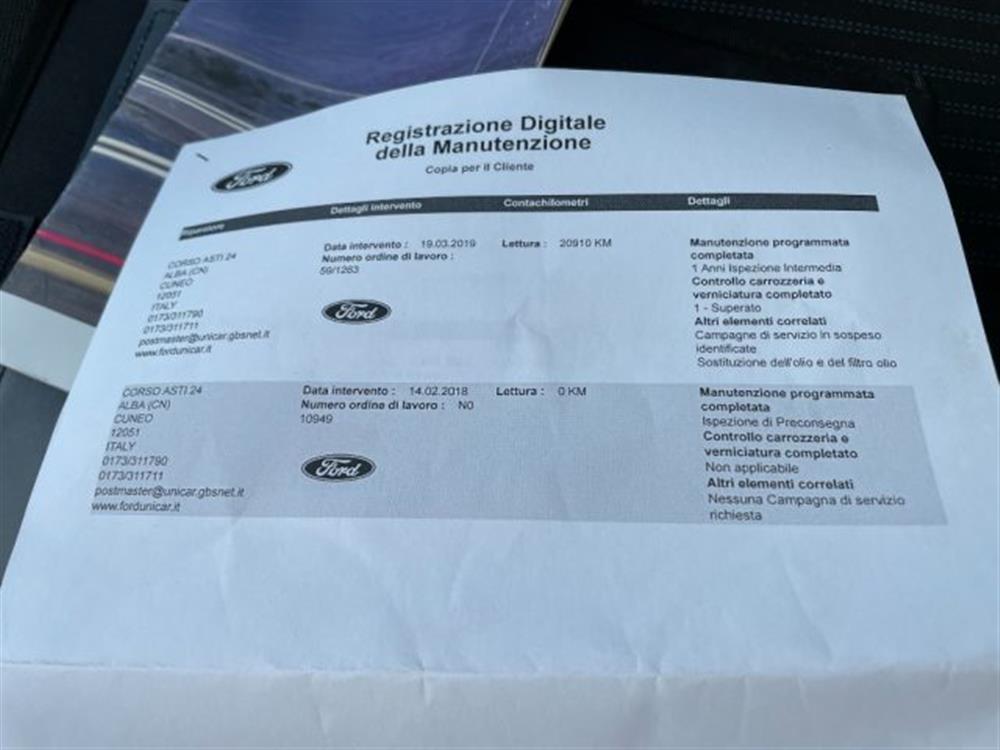 Registrazione Digitale
della Manutenzione
Copia per il Cliente
Ford
Riparatore Dettagli intervento Contachilometri Dettagli
CORSO ASTI 24
ALBA (CN)
CUNEO
12051
ITALY
0173/311790
0173/311711
postmaster@unicar.gbsnet.it
www.fordunicar.it
Data intervento : 19.03.2019
Numero ordine di lavoro :
59/1263
Ford
Lettura : 20910 KM
Manutenzione programmata
completata
1 Anni Ispezione Intermedia
Controllo carrozzeria e
verniciatura completato
1 - Superato
Altri elementi correlati
Campagne di servizio in sospeso
identificate
Sostituzione dell'olio e del filtro olio
CORSO ASTI 24
ALBA (CN)
CUNEO
12051
ITALY
0173/311790
0173/311711
postmaster@unicar.gbsnet.it
www.fordunicar.it
Data intervento : 14.02.2018
Numero ordine di lavoro : N0
10949
Ford
Lettura : 0 KM
Manutenzione programmata
completata
Ispezione di Preconsegna
Controllo carrozzeria e
verniciatura completato
Non applicabile
Altri elementi correlati
Nessuna Campagna di servizio
richiesta